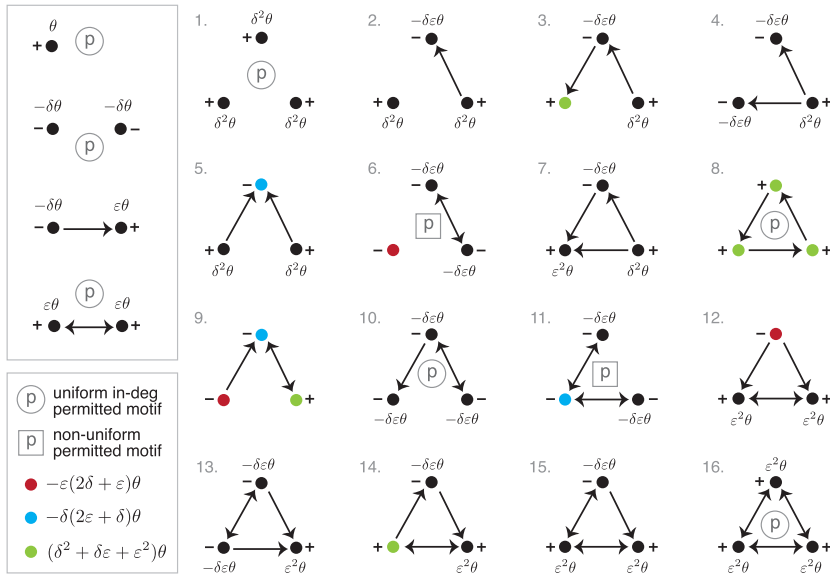 θ
+ p
−δθ −δθ
− p −
−δθ εθ
− +
p
εθ εθ
+ +
p uniform in-deg
permitted motif
p non-uniform
permitted motif
−ε(2δ + ε)θ
−δ(2ε + δ)θ
(δ² + δε + ε²)θ
1. δ²θ
+
p
+ +
δ²θ δ²θ
2. −δεθ
−
+ +
δ²θ δ²θ
3. −δεθ
−
+ +
δ²θ
4. −δεθ
−
− +
−δεθ δ²θ
5.
−
+ +
δ²θ δ²θ
6. −δεθ
−
p
− −
−δεθ
7. −δεθ
−
+ +
ε²θ δ²θ
8.
+
p
+ +
9.
−
− +
10. −δεθ
−
p
− −
−δεθ −δεθ
11. −δεθ
−
p
− −
−δεθ
12.
−
+ +
ε²θ ε²θ
13. −δεθ
−
− +
−δεθ ε²θ
14. −δεθ
−
+ +
ε²θ
15. −δεθ
−
+ +
ε²θ ε²θ
16. ε²θ
+
p
+ +
ε²θ ε²θ